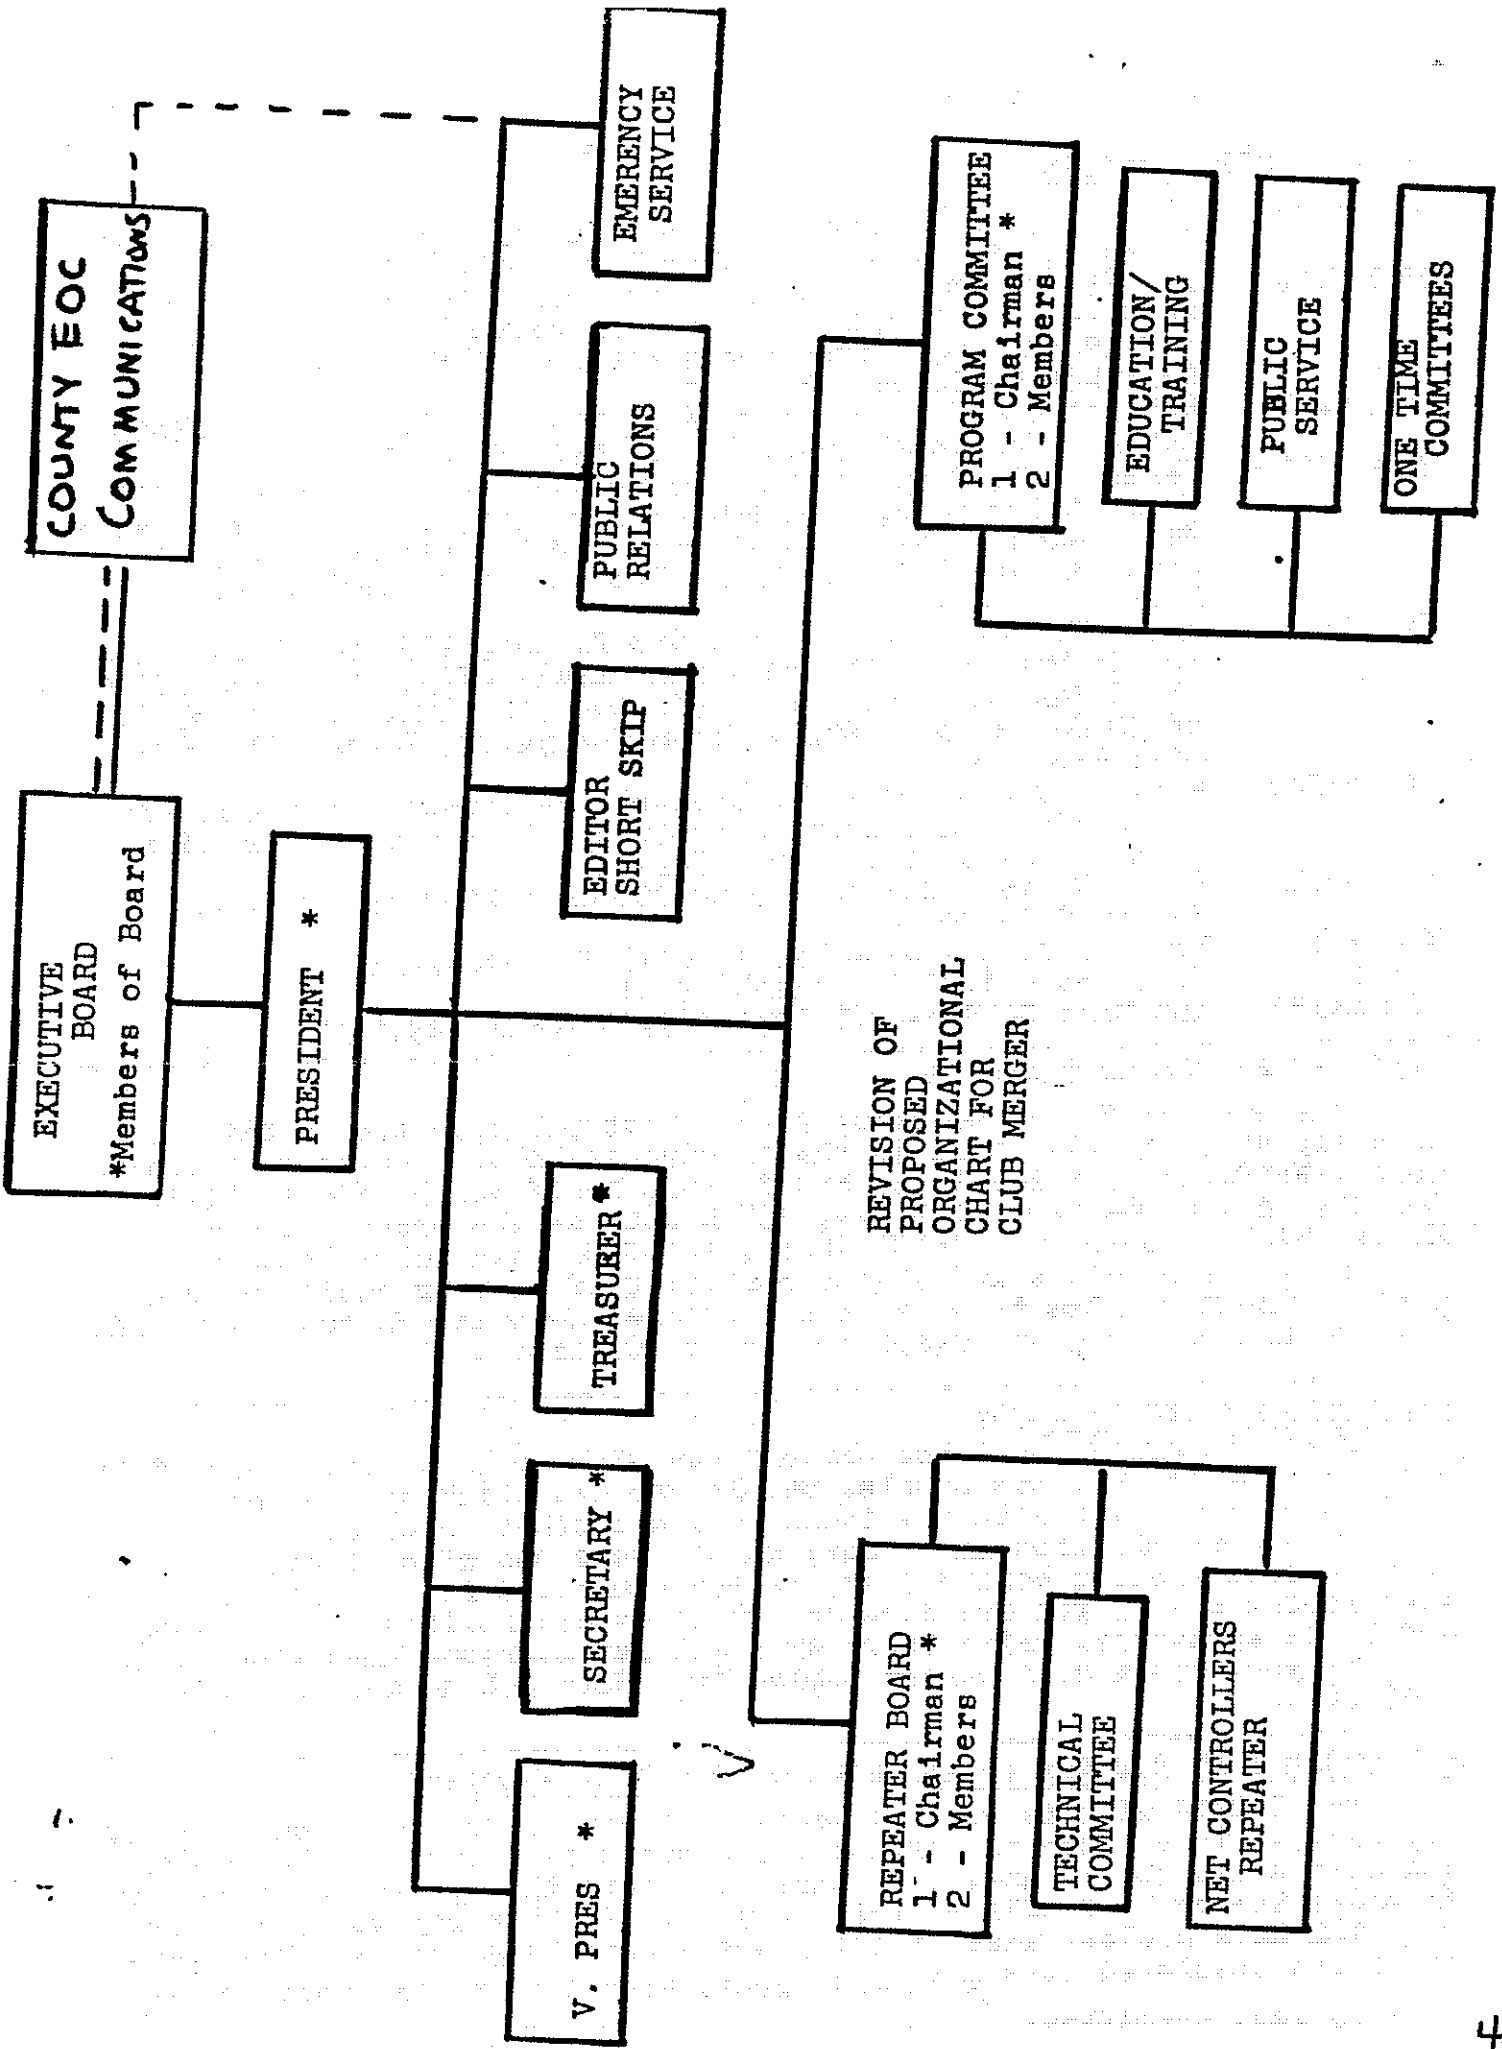 EXECUTIVE
BOARD
*Members of Board
COUNTY EOC
COMMUNICATIONS
PRESIDENT *
V. PRES *
SECRETARY *
TREASURER *
EDITOR
SHORT SKIP
PUBLIC
RELATIONS
EMERENCY
SERVICE
REPEATER BOARD
1 - Chairman *
2 - Members
TECHNICAL
COMMITTEE
NET CONTROLLERS
REPEATER
REVISION OF
PROPOSED
ORGANIZATIONAL
CHART FOR
CLUB MERGER
PROGRAM COMMITTEE
1 - Chairman *
2 - Members
EDUCATION/
TRAINING
PUBLIC
SERVICE
ONE TIME
COMMITTEES
4